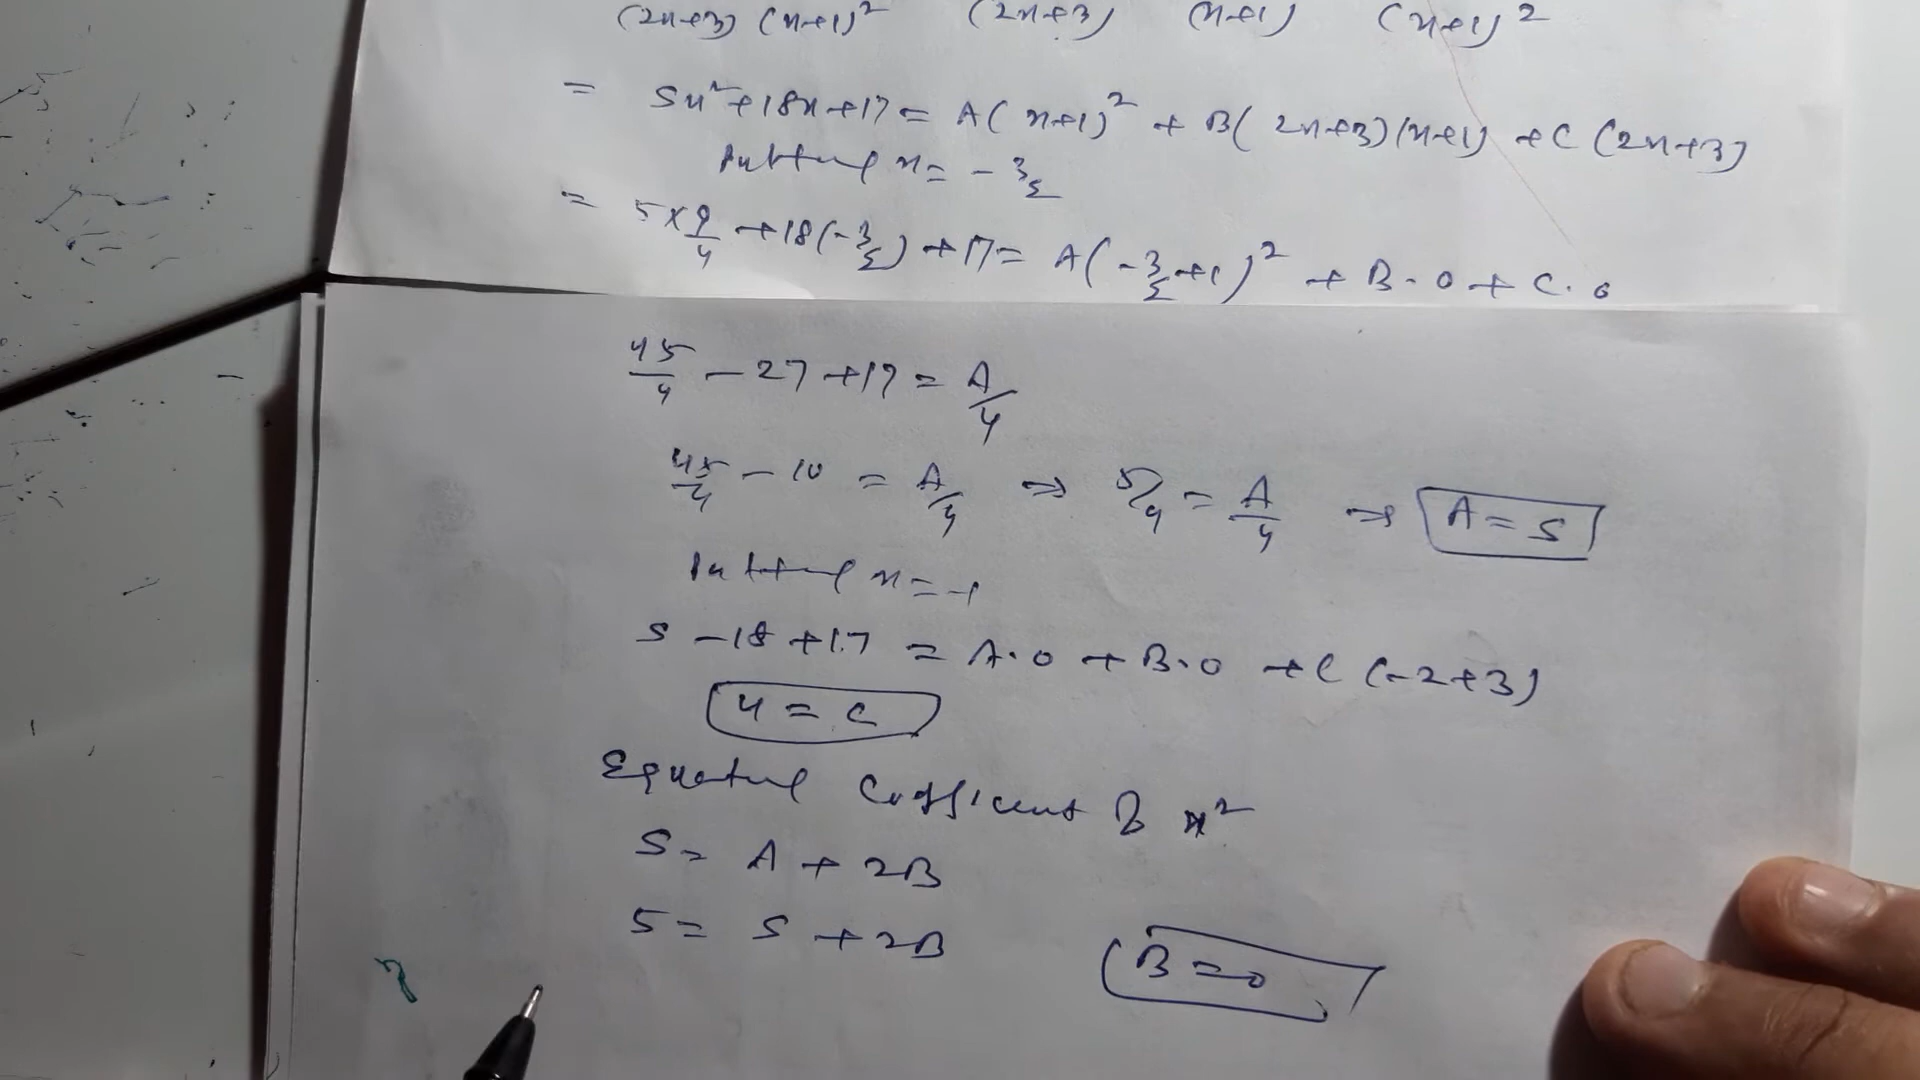 (2x+3) (x+1)² (2x+3) (x+1) (x+1)²
= 5x²+18x+17 = A(x+1)² + B(2x+3)(x+1) + C(2x+3)
Putting x = -3/2
= 5×9/4 + 18(-3/2) + 17 = A(-3/2+1)² + B·0 + C·0
45/4 - 27 + 17 = A/4
45/4 - 10 = A/4 ⇒ 5/4 = A/4 ⇒ A = 5
Putting x = -1
5 - 18 + 17 = A·0 + B·0 + C(-2+3)
4 = C
Equating Coefficient of x²
5 = A + 2B
5 = 5 + 2B B = 0